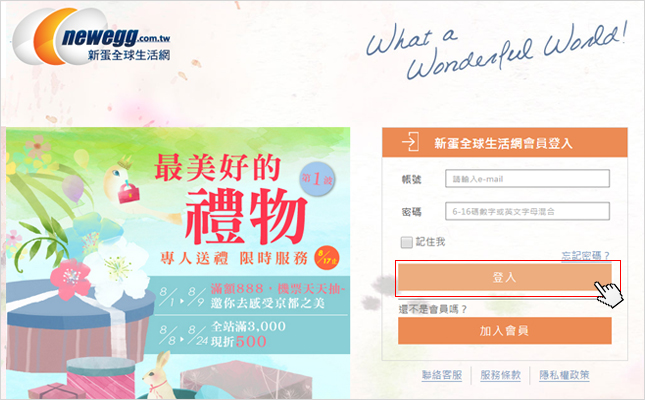 newegg.com.tw
新蛋全球生活網
What a
Wonderful World!
最美好的
禮物
第1波
專人送禮 限時服務
8/17止
8/1 ▸ 8/9 滿額888，機票天天抽~
邀你去感受京都之美
8/8 ▸ 8/24 全站滿3,000
現折500
新蛋全球生活網會員登入
帳號 請輸入e-mail
密碼 6-16碼數字或英文字母混合
記住我
忘記密碼？
登入
還不是會員嗎？
加入會員
聯絡客服 | 服務條款 | 隱私權政策